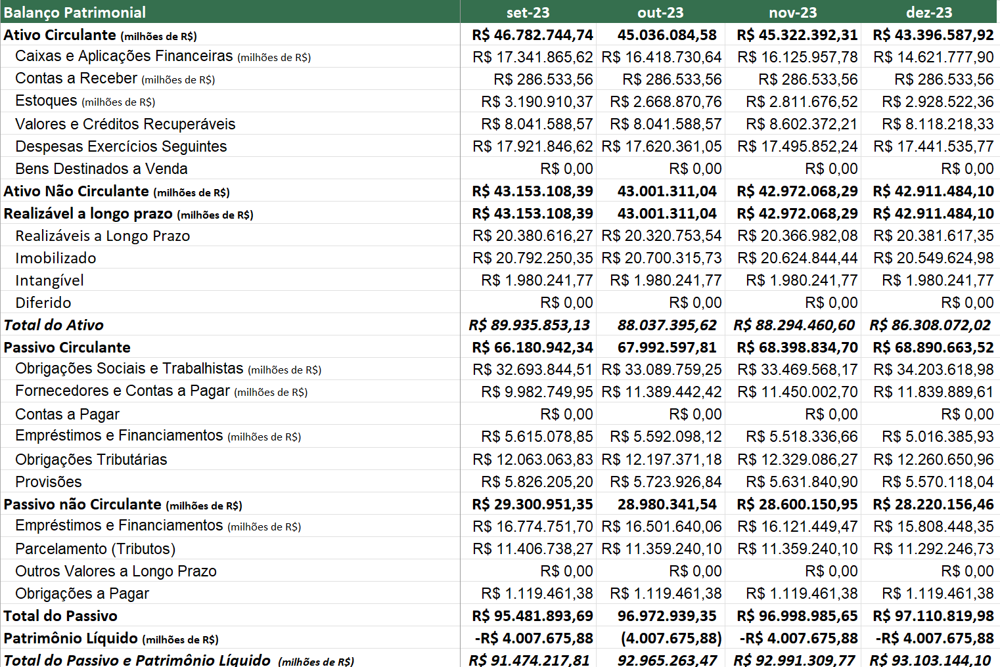 Balanço Patrimonial set-23 out-23 nov-23 dez-23
Ativo Circulante (milhões de R$) R$ 46.782.744,74 45.036.084,58 R$ 45.322.392,31 R$ 43.396.587,92
Caixas e Aplicações Financeiras (milhões de R$) R$ 17.341.865,62 R$ 16.418.730,64 R$ 16.125.957,78 R$ 14.621.777,90
Contas a Receber (milhões de R$) R$ 286.533,56 R$ 286.533,56 R$ 286.533,56 R$ 286.533,56
Estoques (milhões de R$) R$ 3.190.910,37 R$ 2.668.870,76 R$ 2.811.676,52 R$ 2.928.522,36
Valores e Créditos Recuperáveis R$ 8.041.588,57 R$ 8.041.588,57 R$ 8.602.372,21 R$ 8.118.218,33
Despesas Exercícios Seguintes R$ 17.921.846,62 R$ 17.620.361,05 R$ 17.495.852,24 R$ 17.441.535,77
Bens Destinados a Venda R$ 0,00 R$ 0,00 R$ 0,00 R$ 0,00
Ativo Não Circulante (milhões de R$) R$ 43.153.108,39 43.001.311,04 R$ 42.972.068,29 R$ 42.911.484,10
Realizável a longo prazo (milhões de R$) R$ 43.153.108,39 43.001.311,04 R$ 42.972.068,29 R$ 42.911.484,10
Realizáveis a Longo Prazo R$ 20.380.616,27 R$ 20.320.753,54 R$ 20.366.982,08 R$ 20.381.617,35
Imobilizado R$ 20.792.250,35 R$ 20.700.315,73 R$ 20.624.844,44 R$ 20.549.624,98
Intangível R$ 1.980.241,77 R$ 1.980.241,77 R$ 1.980.241,77 R$ 1.980.241,77
Diferido R$ 0,00 R$ 0,00 R$ 0,00 R$ 0,00
Total do Ativo R$ 89.935.853,13 88.037.395,62 R$ 88.294.460,60 R$ 86.308.072,02
Passivo Circulante R$ 66.180.942,34 67.992.597,81 R$ 68.398.834,70 R$ 68.890.663,52
Obrigações Sociais e Trabalhistas (milhões de R$) R$ 32.693.844,51 R$ 33.089.759,25 R$ 33.469.568,17 R$ 34.203.618,98
Fornecedores e Contas a Pagar (milhões de R$) R$ 9.982.749,95 R$ 11.389.442,42 R$ 11.450.002,70 R$ 11.839.889,61
Contas a Pagar R$ 0,00 R$ 0,00 R$ 0,00 R$ 0,00
Empréstimos e Financiamentos (milhões de R$) R$ 5.615.078,85 R$ 5.592.098,12 R$ 5.518.336,66 R$ 5.016.385,93
Obrigações Tributárias R$ 12.063.063,83 R$ 12.197.371,18 R$ 12.329.086,27 R$ 12.260.650,96
Provisões R$ 5.826.205,20 R$ 5.723.926,84 R$ 5.631.840,90 R$ 5.570.118,04
Passivo não Circulante (milhões de R$) R$ 29.300.951,35 28.980.341,54 R$ 28.600.150,95 R$ 28.220.156,46
Empréstimos e Financiamentos (milhões de R$) R$ 16.774.751,70 R$ 16.501.640,06 R$ 16.121.449,47 R$ 15.808.448,35
Parcelamento (Tributos) R$ 11.406.738,27 R$ 11.359.240,10 R$ 11.359.240,10 R$ 11.292.246,73
Outros Valores a Longo Prazo R$ 0,00 R$ 0,00 R$ 0,00 R$ 0,00
Obrigações a Pagar R$ 1.119.461,38 R$ 1.119.461,38 R$ 1.119.461,38 R$ 1.119.461,38
Total do Passivo R$ 95.481.893,69 96.972.939,35 R$ 96.998.985,65 R$ 97.110.819,98
Patrimônio Líquido (milhões de R$) -R$ 4.007.675,88 (4.007.675,88) -R$ 4.007.675,88 -R$ 4.007.675,88
Total do Passivo e Patrimônio Líquido (milhões de R$) R$ 91.474.217,81 92.965.263,47 R$ 92.991.309,77 R$ 93.103.144,10